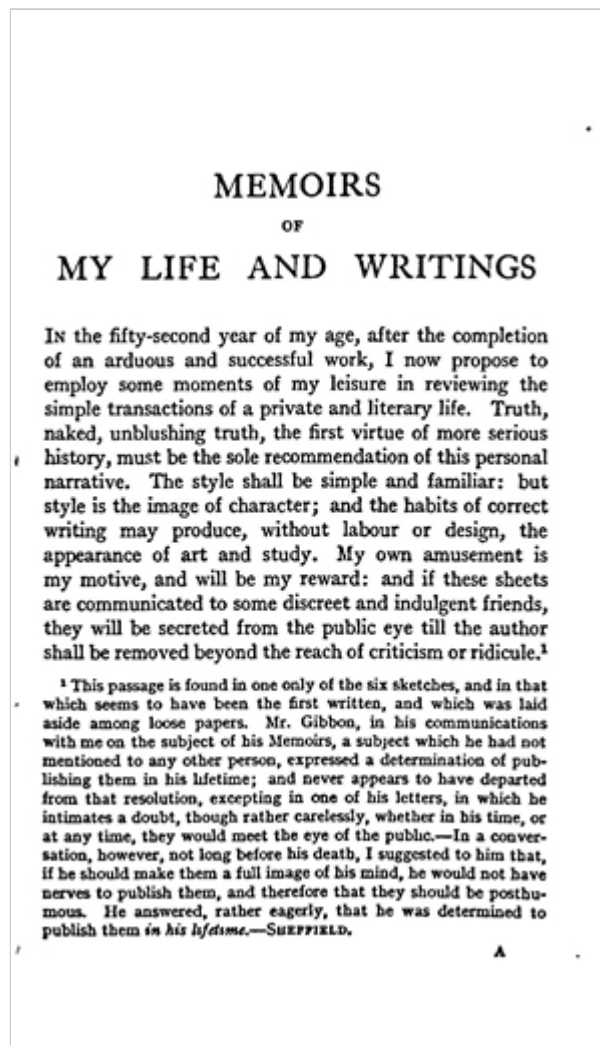 MEMOIRS
OF
MY LIFE AND WRITINGS
IN the fifty-second year of my age, after the completion
of an arduous and successful work, I now propose to
employ some moments of my leisure in reviewing the
simple transactions of a private and literary life. Truth,
naked, unblushing truth, the first virtue of more serious
history, must be the sole recommendation of this personal
narrative. The style shall be simple and familiar: but
style is the image of character; and the habits of correct
writing may produce, without labour or design, the
appearance of art and study. My own amusement is
my motive, and will be my reward: and if these sheets
are communicated to some discreet and indulgent friends,
they will be secreted from the public eye till the author
shall be removed beyond the reach of criticism or ridicule.¹
¹ This passage is found in one only of the six sketches, and in that
which seems to have been the first written, and which was laid
aside among loose papers. Mr. Gibbon, in his communications
with me on the subject of his Memoirs, a subject which he had not
mentioned to any other person, expressed a determination of pub-
lishing them in his lifetime; and never appears to have departed
from that resolution, excepting in one of his letters, in which he
intimates a doubt, though rather carelessly, whether in his time, or
at any time, they would meet the eye of the public.—In a conver-
sation, however, not long before his death, I suggested to him that,
if he should make them a full image of his mind, he would not have
nerves to publish them, and therefore that they should be posthu-
mous. He answered, rather eagerly, that he was determined to
publish them in his lifetime.—SHEFFIELD.
A